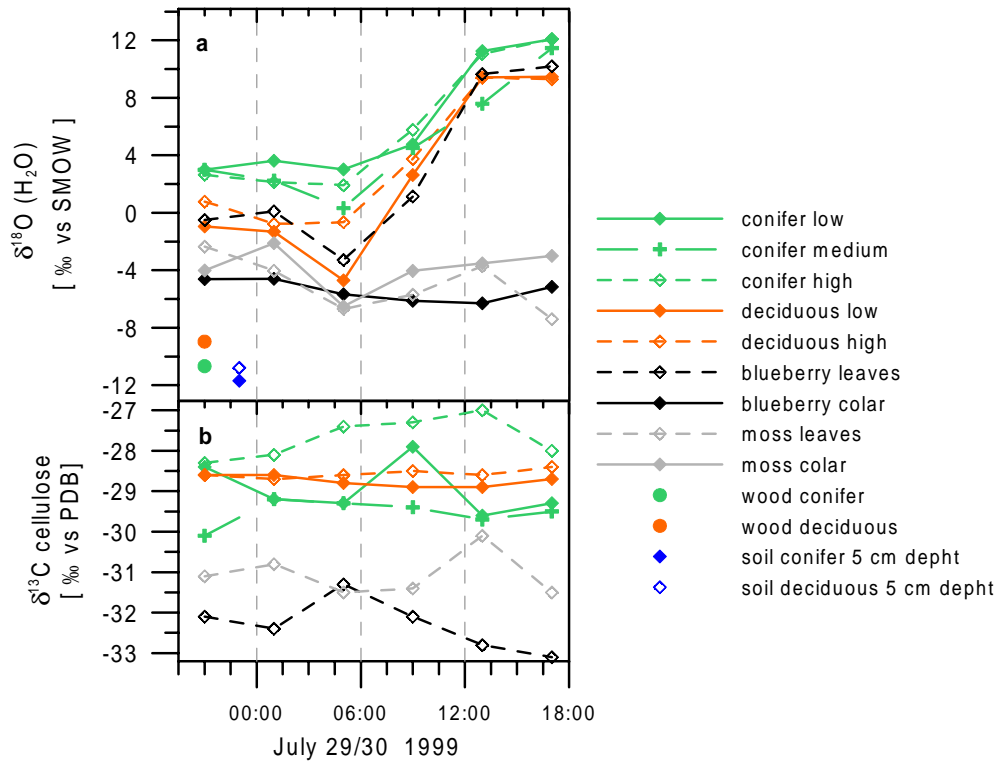 a
12
8
4
0
-4
-8
-12
δ¹⁸O (H₂O)
[ ‰ vs SMOW ]
b
-27
-28
-29
-30
-31
-32
-33
δ¹³C cellulose
[ ‰ vs PDB]
00:00 06:00 12:00 18:00
July 29/30 1999
conifer low
conifer medium
conifer high
deciduous low
deciduous high
blueberry leaves
blueberry colar
moss leaves
moss colar
wood conifer
wood deciduous
soil conifer 5 cm depht
soil deciduous 5 cm depht